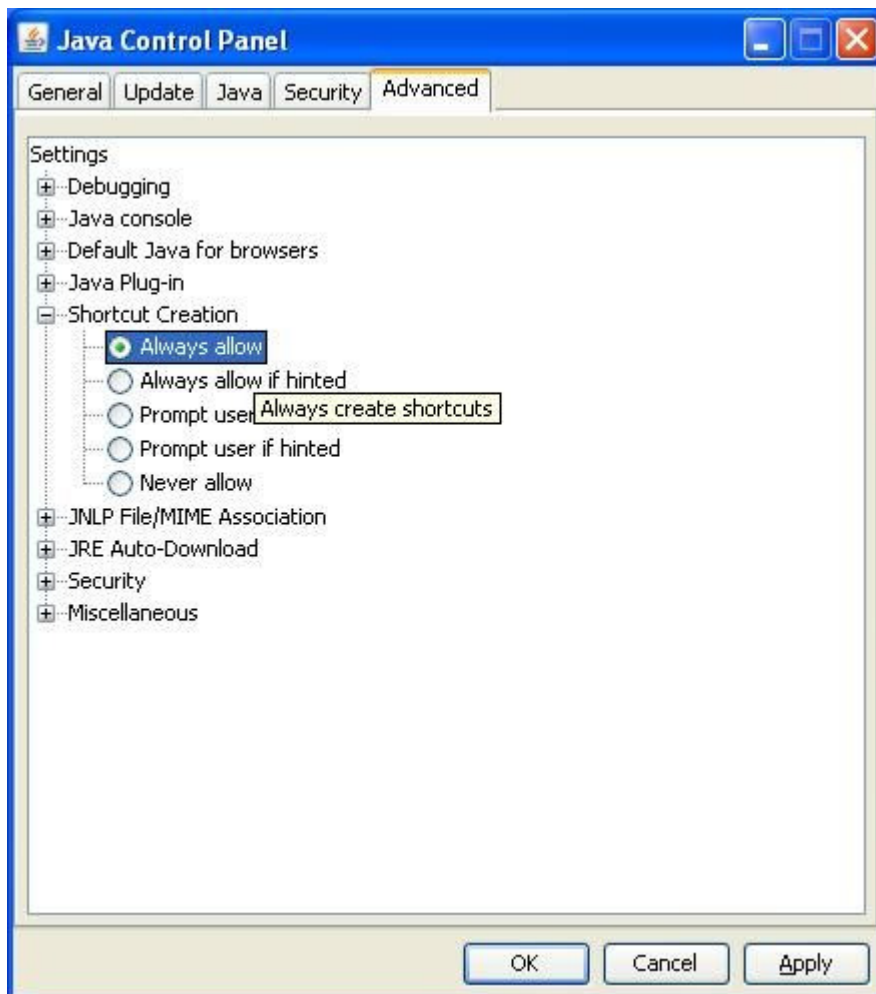 Java Control Panel
General Update Java Security Advanced
Settings
Debugging
Java console
Default Java for browsers
Java Plug-in
Shortcut Creation
Always allow
Always allow if hinted
Prompt user Always create shortcuts
Prompt user if hinted
Never allow
JNLP File/MIME Association
JRE Auto-Download
Security
Miscellaneous
OK Cancel Apply